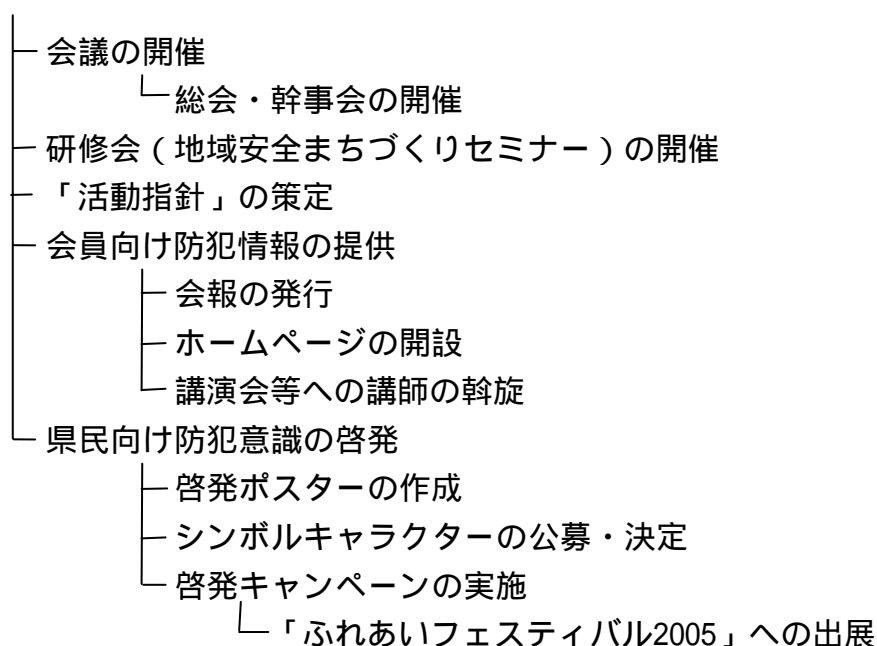 会議の開催
総会・幹事会の開催
研修会(地域安全まちづくりセミナー)の開催
「活動指針」の策定
会員向け防犯情報の提供
会報の発行
ホームページの開設
講演会等への講師の斡旋
県民向け防犯意識の啓発
啓発ポスターの作成
シンボルキャラクターの公募・決定
啓発キャンペーンの実施
「ふれあいフェスティバル2005」への出展